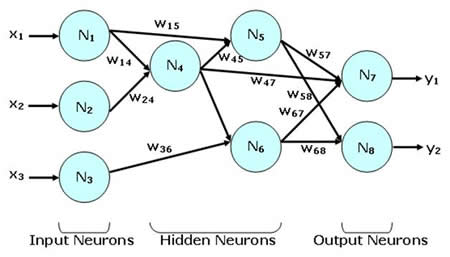 x1 N1 w15 N5 w57
w14 N4 w45 N7 y1
w47
x2 N2 w24 w58
w67
w36 N6 w68 N8 y2
x3 N3
Input Neurons Hidden Neurons Output Neurons